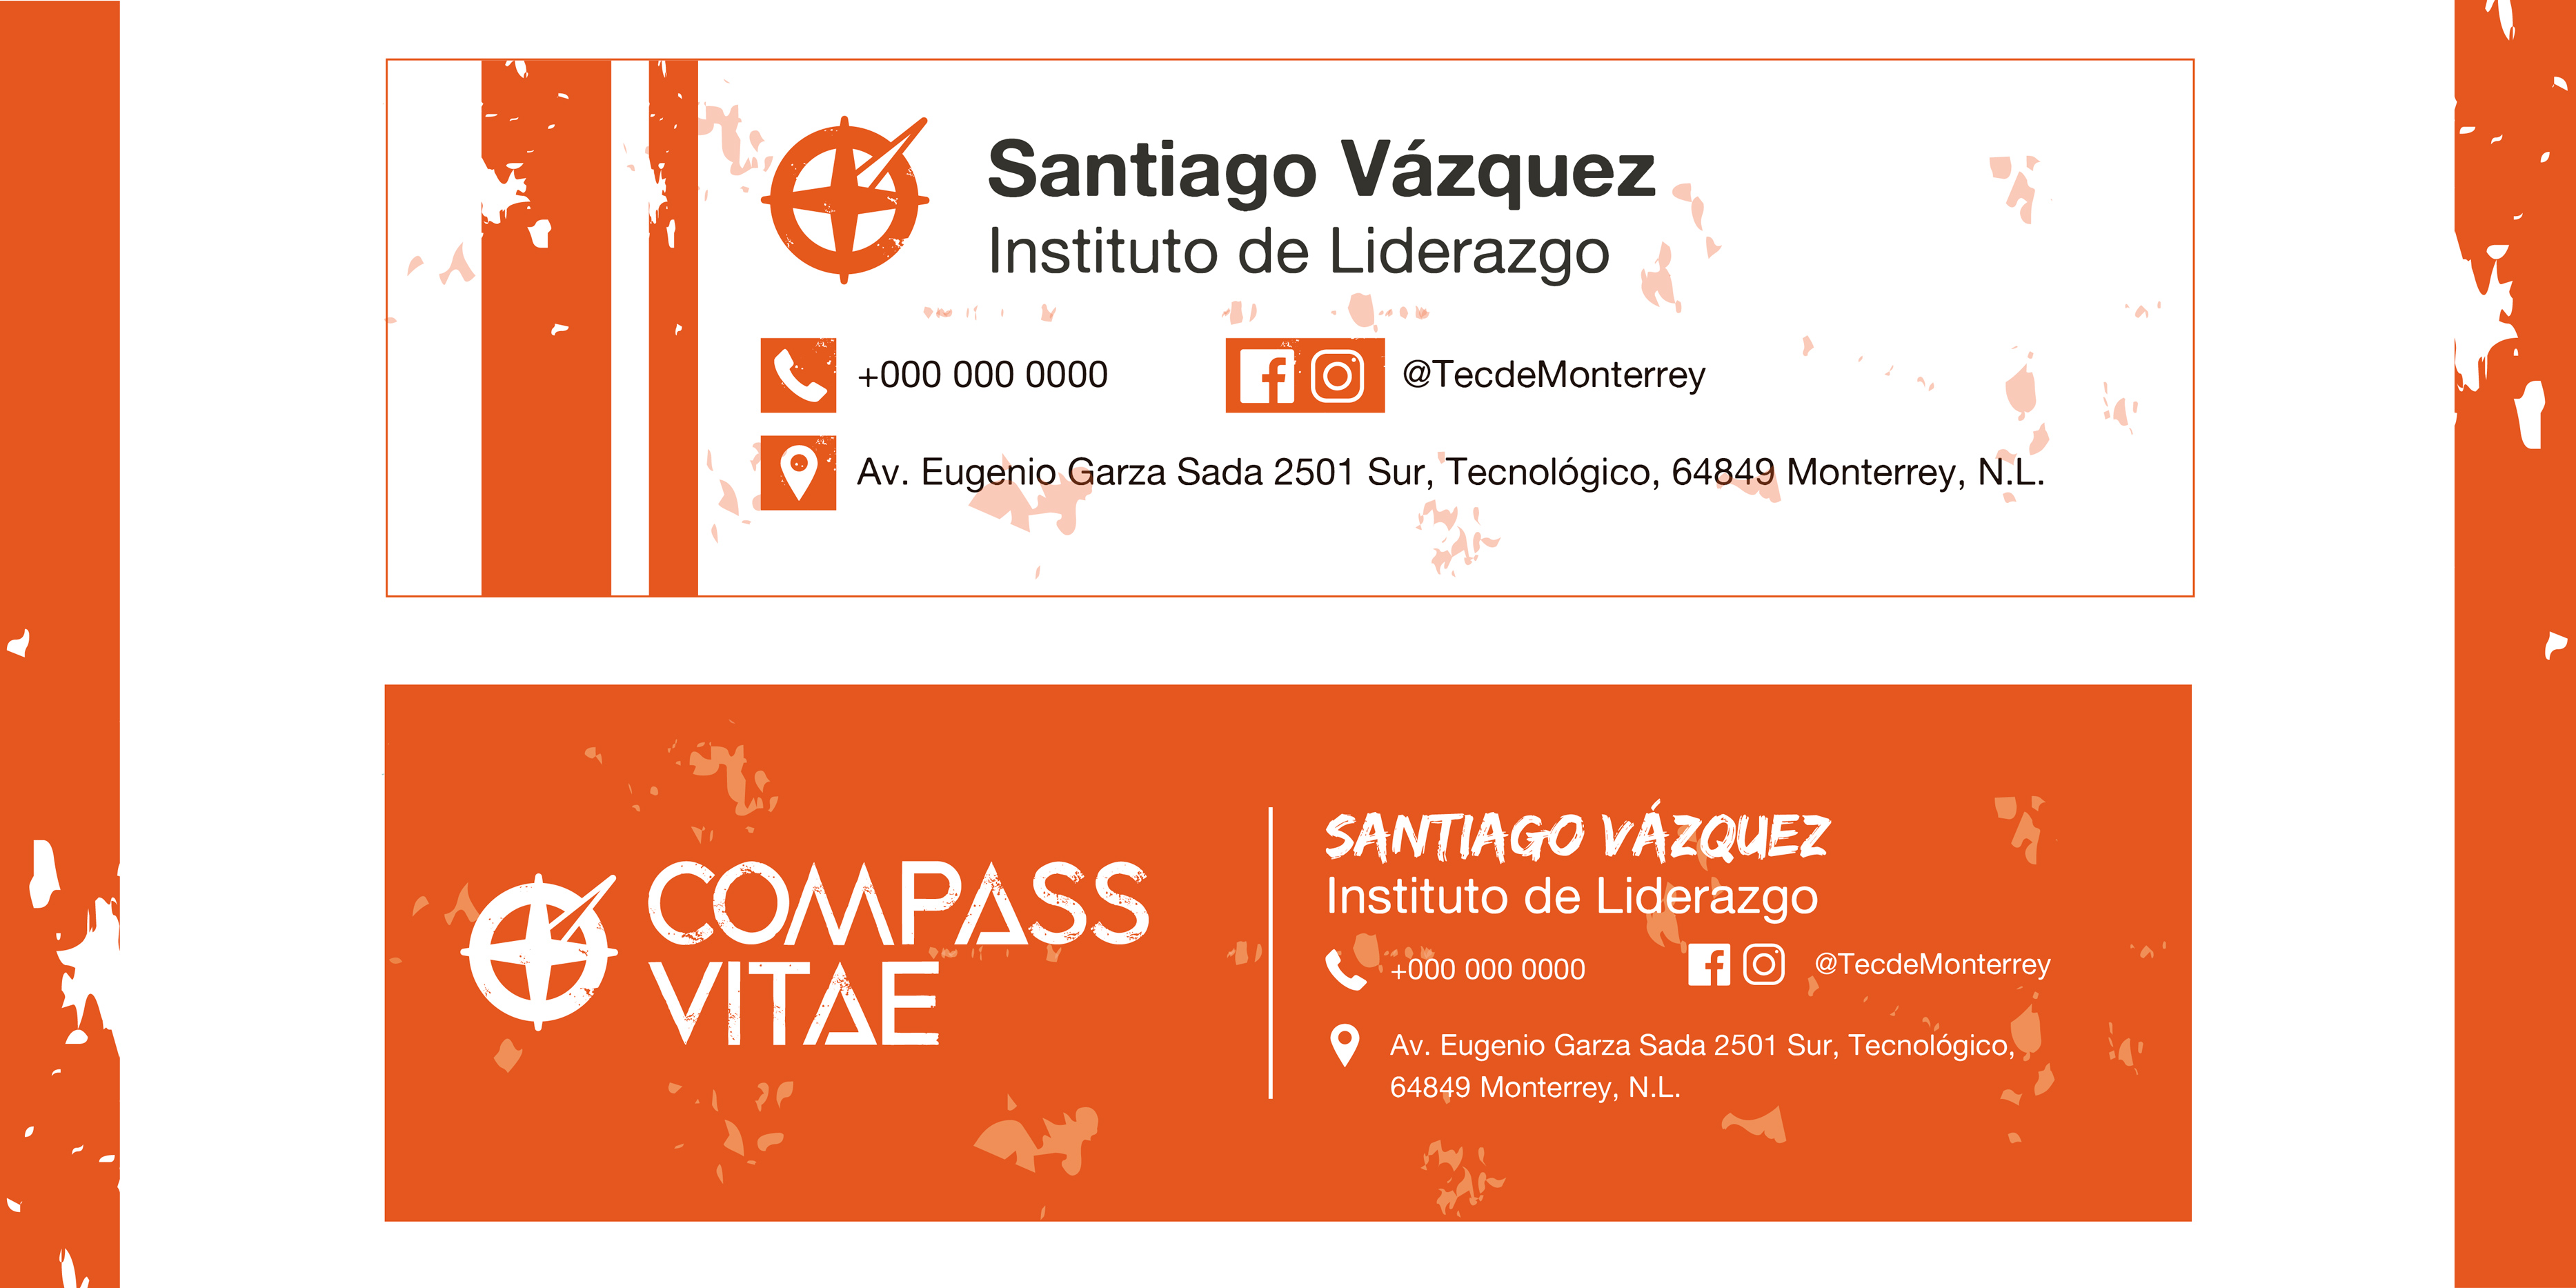 Santiago Vázquez
Instituto de Liderazgo
+000 000 0000
@TecdeMonterrey
Av. Eugenio Garza Sada 2501 Sur, Tecnológico, 64849 Monterrey, N.L.
COMPASS
VITAE
SANTIAGO VÁZQUEZ
Instituto de Liderazgo
+000 000 0000
@TecdeMonterrey
Av. Eugenio Garza Sada 2501 Sur, Tecnológico,
64849 Monterrey, N.L.